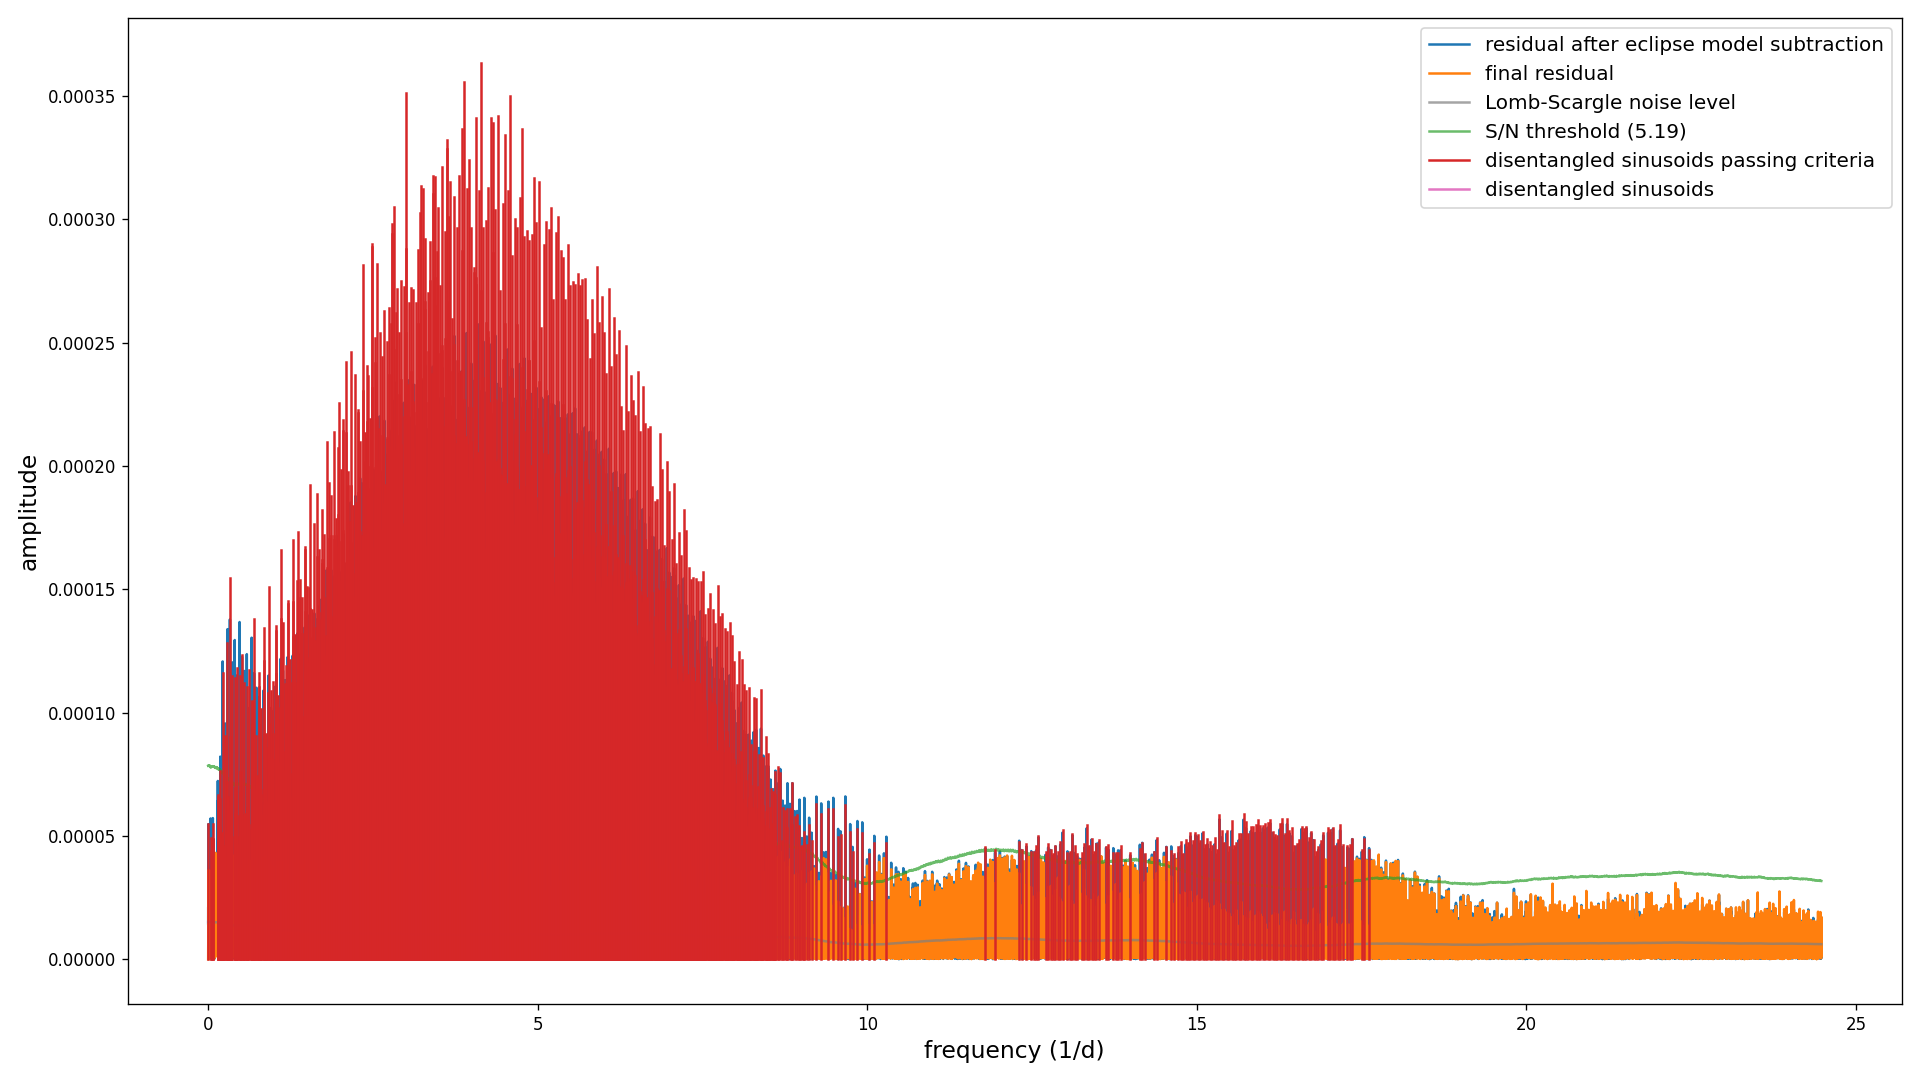 residual after eclipse model subtraction
final residual
Lomb-Scargle noise level
S/N threshold (5.19)
disentangled sinusoids passing criteria
disentangled sinusoids
amplitude
0.00035
0.00030
0.00025
0.00020
0.00015
0.00010
0.00005
0.00000
0 5 10 15 20 25
frequency (1/d)